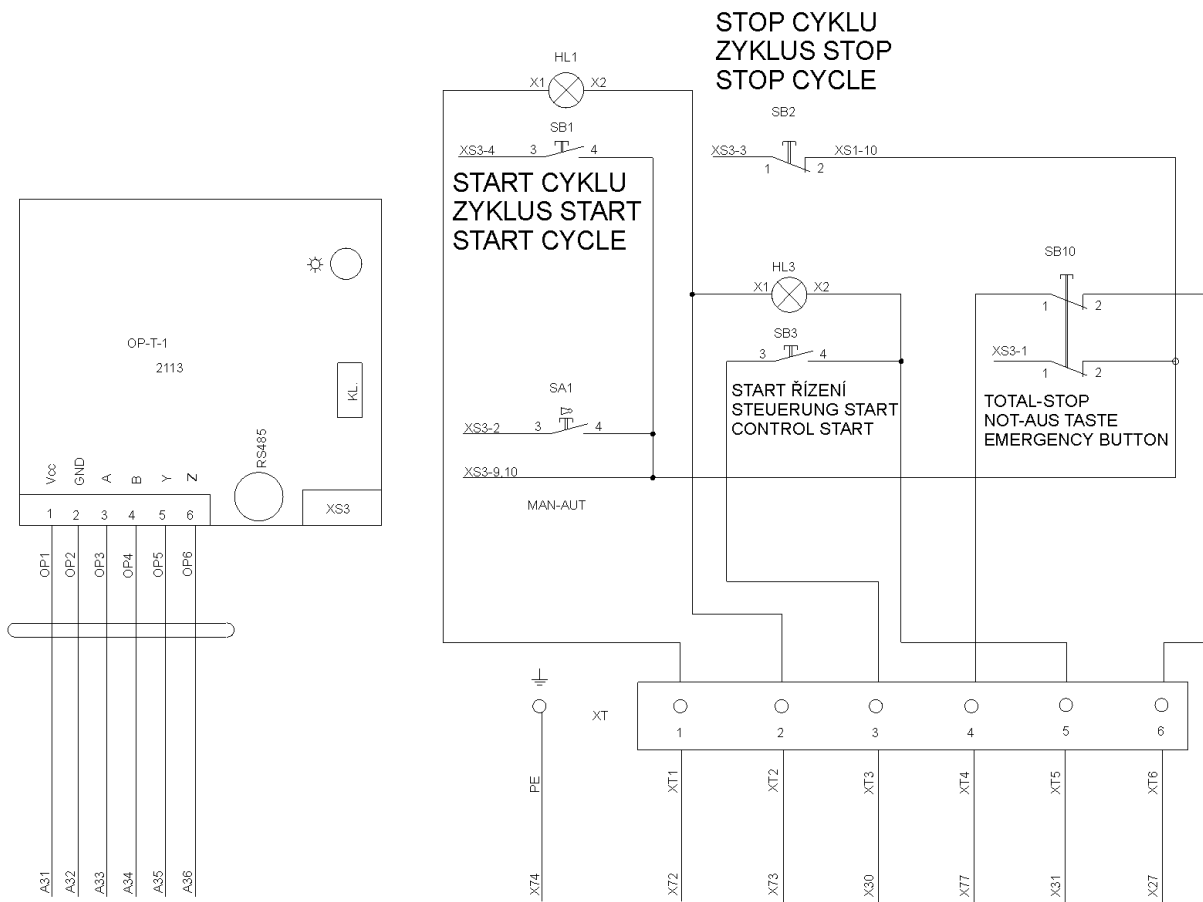 STOP CYKLU
ZYKLUS STOP
STOP CYCLE
HL1
X1
X2
SB1
XS3-4
3
4
START CYKLU
ZYKLUS START
START CYCLE
SB2
XS3-3
XS1-10
1
2
OP-T-1
2113
KL.
RS485
XS3
Vcc
GND
A
B
Y
Z
1
2
3
4
5
6
OP1
OP2
OP3
OP4
OP5
OP6
A31
A32
A33
A34
A35
A36
HL3
X1
X2
SB3
3
4
START ŘÍZENÍ
STEUERUNG START
CONTROL START
SB10
1
2
XS3-1
1
2
TOTAL-STOP
NOT-AUS TASTE
EMERGENCY BUTTON
SA1
XS3-2
3
4
XS3-9,10
MAN-AUT
XT
1
2
3
4
5
6
PE
XT1
XT2
XT3
XT4
XT5
XT6
X74
X72
X73
X30
X77
X31
X27